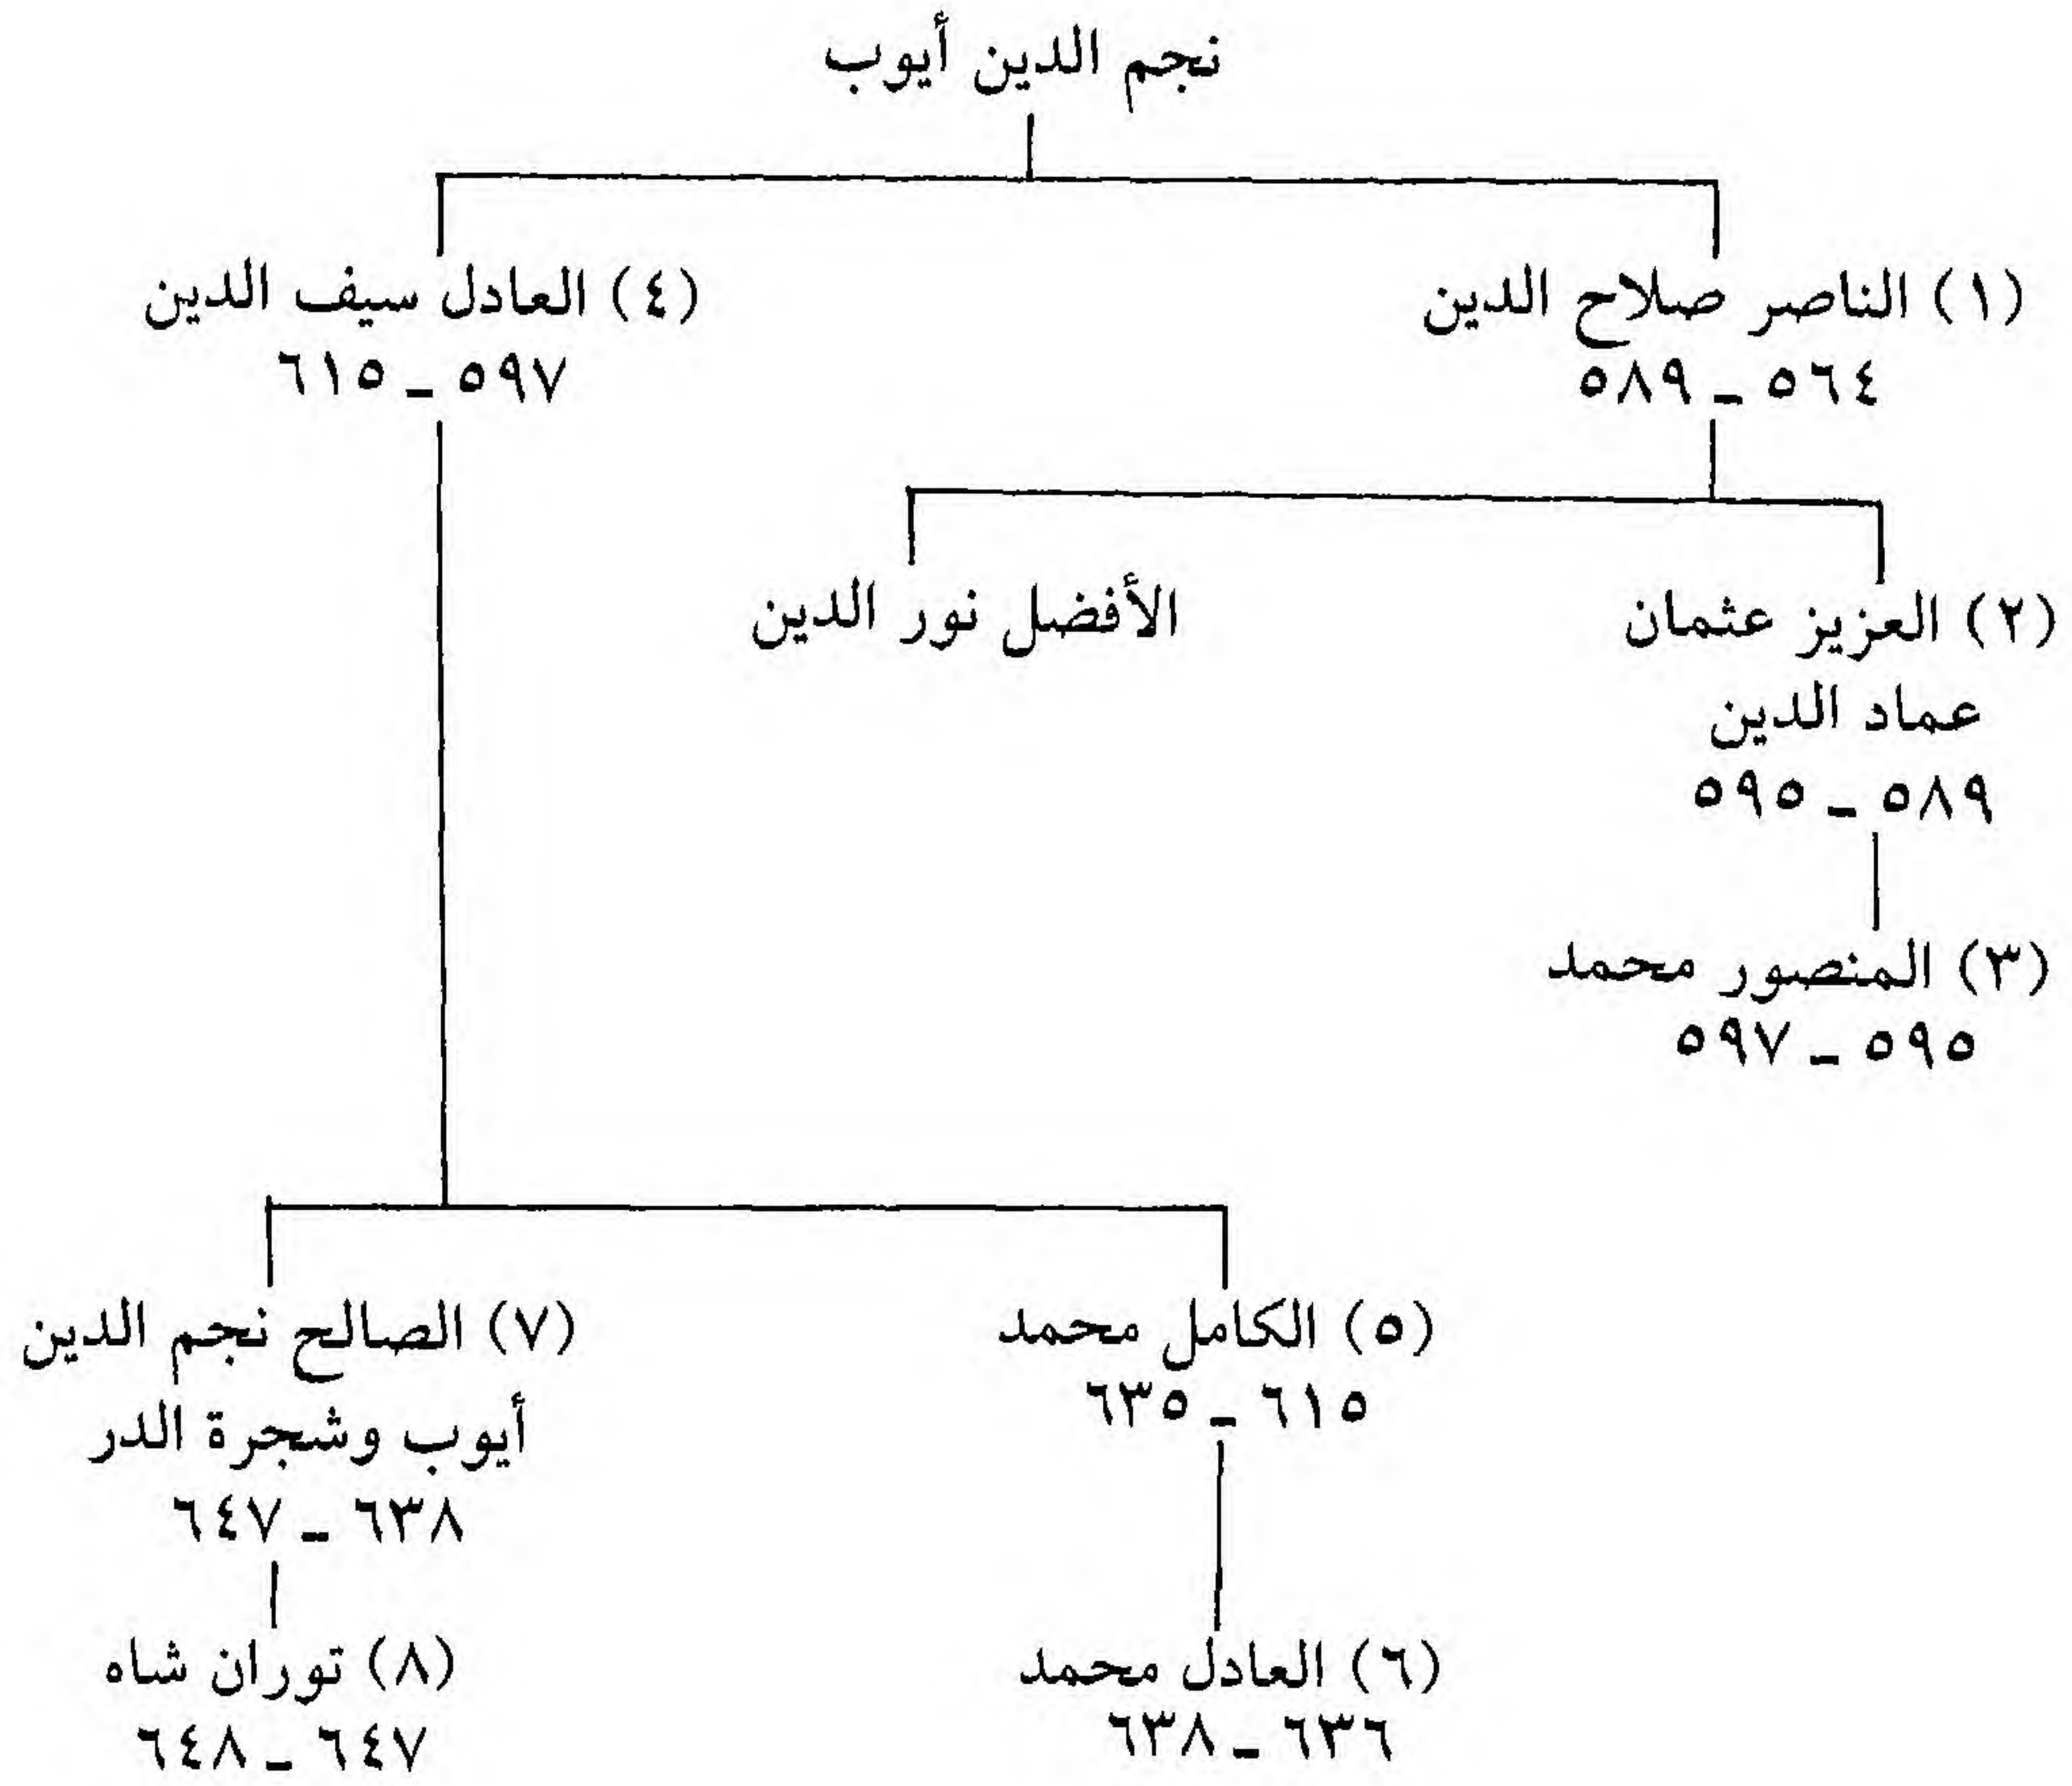 نجم الدين أيوب
(١) الناصر صلاح الدين
٥٦٤ - ٥٨٩
(٤) العادل سيف الدين
٥٩٧ - ٦١٥
(٢) العزيز عثمان
عماد الدين
٥٨٩ - ٥٩٥
الأفضل نور الدين
(٣) المنصور محمد
٥٩٥ - ٥٩٧
(٥) الكامل محمد
٦١٥ - ٦٣٥
(٧) الصالح نجم الدين
أيوب وشجرة الدر
٦٣٨ - ٦٤٧
(٦) العادل محمد
٦٣٦ - ٦٣٨
(٨) توران شاه
٦٤٧ - ٦٤٨